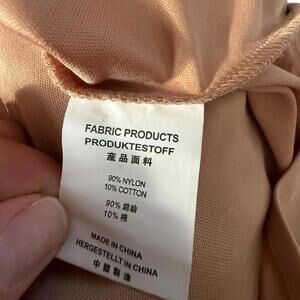 FABRIC PRODUCTS
PRODUKTESTOFF
産品面料
90% NYLON
10% COTTON
90% 錦綸
10% 棉
MADE IN CHINA
HERGESTELLT IN CHINA
中國製造